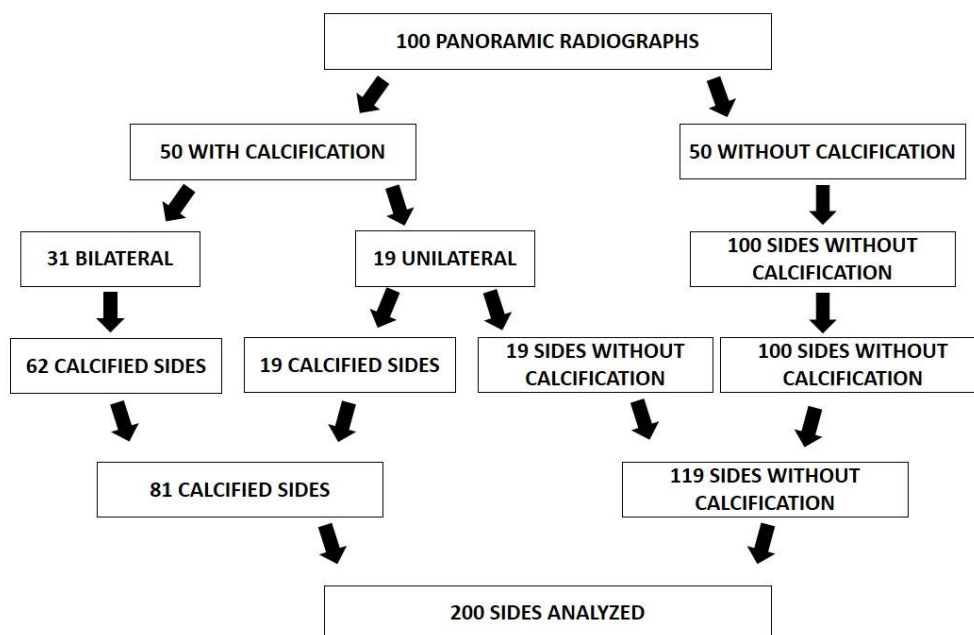 100 PANORAMIC RADIOGRAPHS
50 WITH CALCIFICATION
50 WITHOUT CALCIFICATION
31 BILATERAL
19 UNILATERAL
100 SIDES WITHOUT
CALCIFICATION
62 CALCIFIED SIDES
19 CALCIFIED SIDES
19 SIDES WITHOUT
CALCIFICATION
100 SIDES WITHOUT
CALCIFICATION
81 CALCIFIED SIDES
119 SIDES WITHOUT
CALCIFICATION
200 SIDES ANALYZED